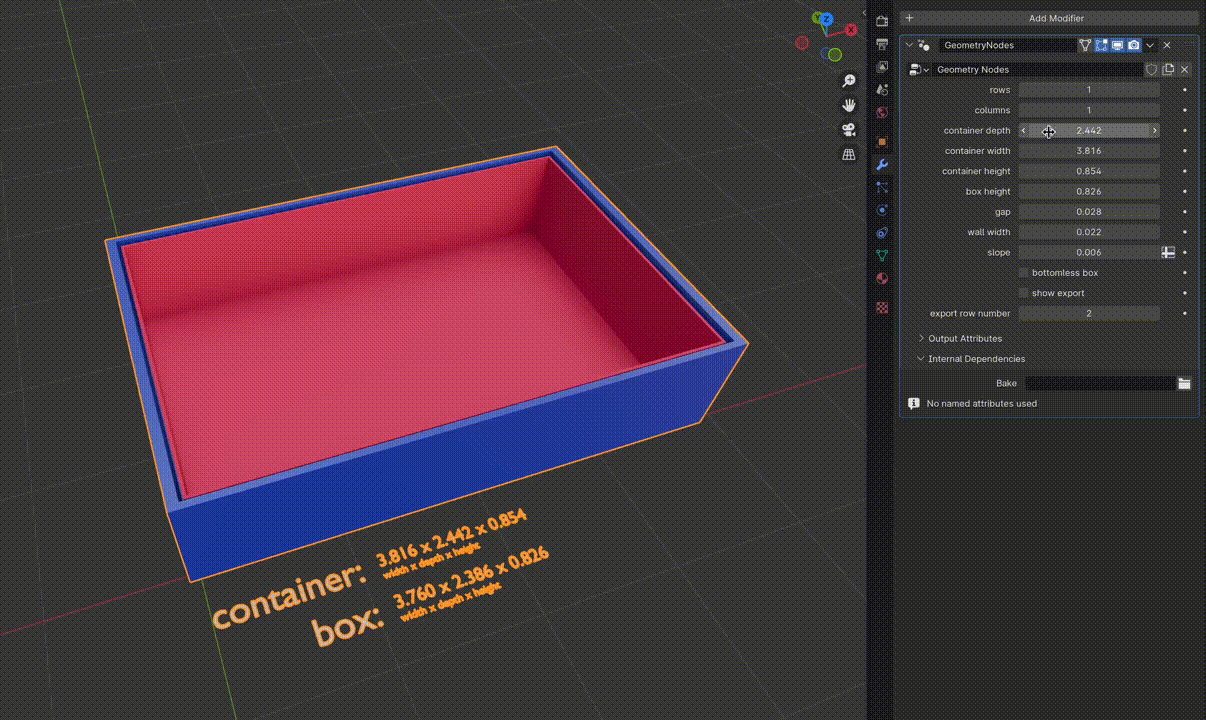 Add Modifier
GeometryNodes
Geometry Nodes
rows 1
columns 1
container depth 2.442
container width 3.816
container height 0.854
box height 0.826
gap 0.028
wall width 0.022
slope 0.006
bottomless box
show export
export row number 2
Output Attributes
Internal Dependencies
Bake
No named attributes used
Y Z
X
container: 3.816 x 2.442 x 0.854
width x depth x height
box: 3.760 x 2.386 x 0.826
width x depth x height